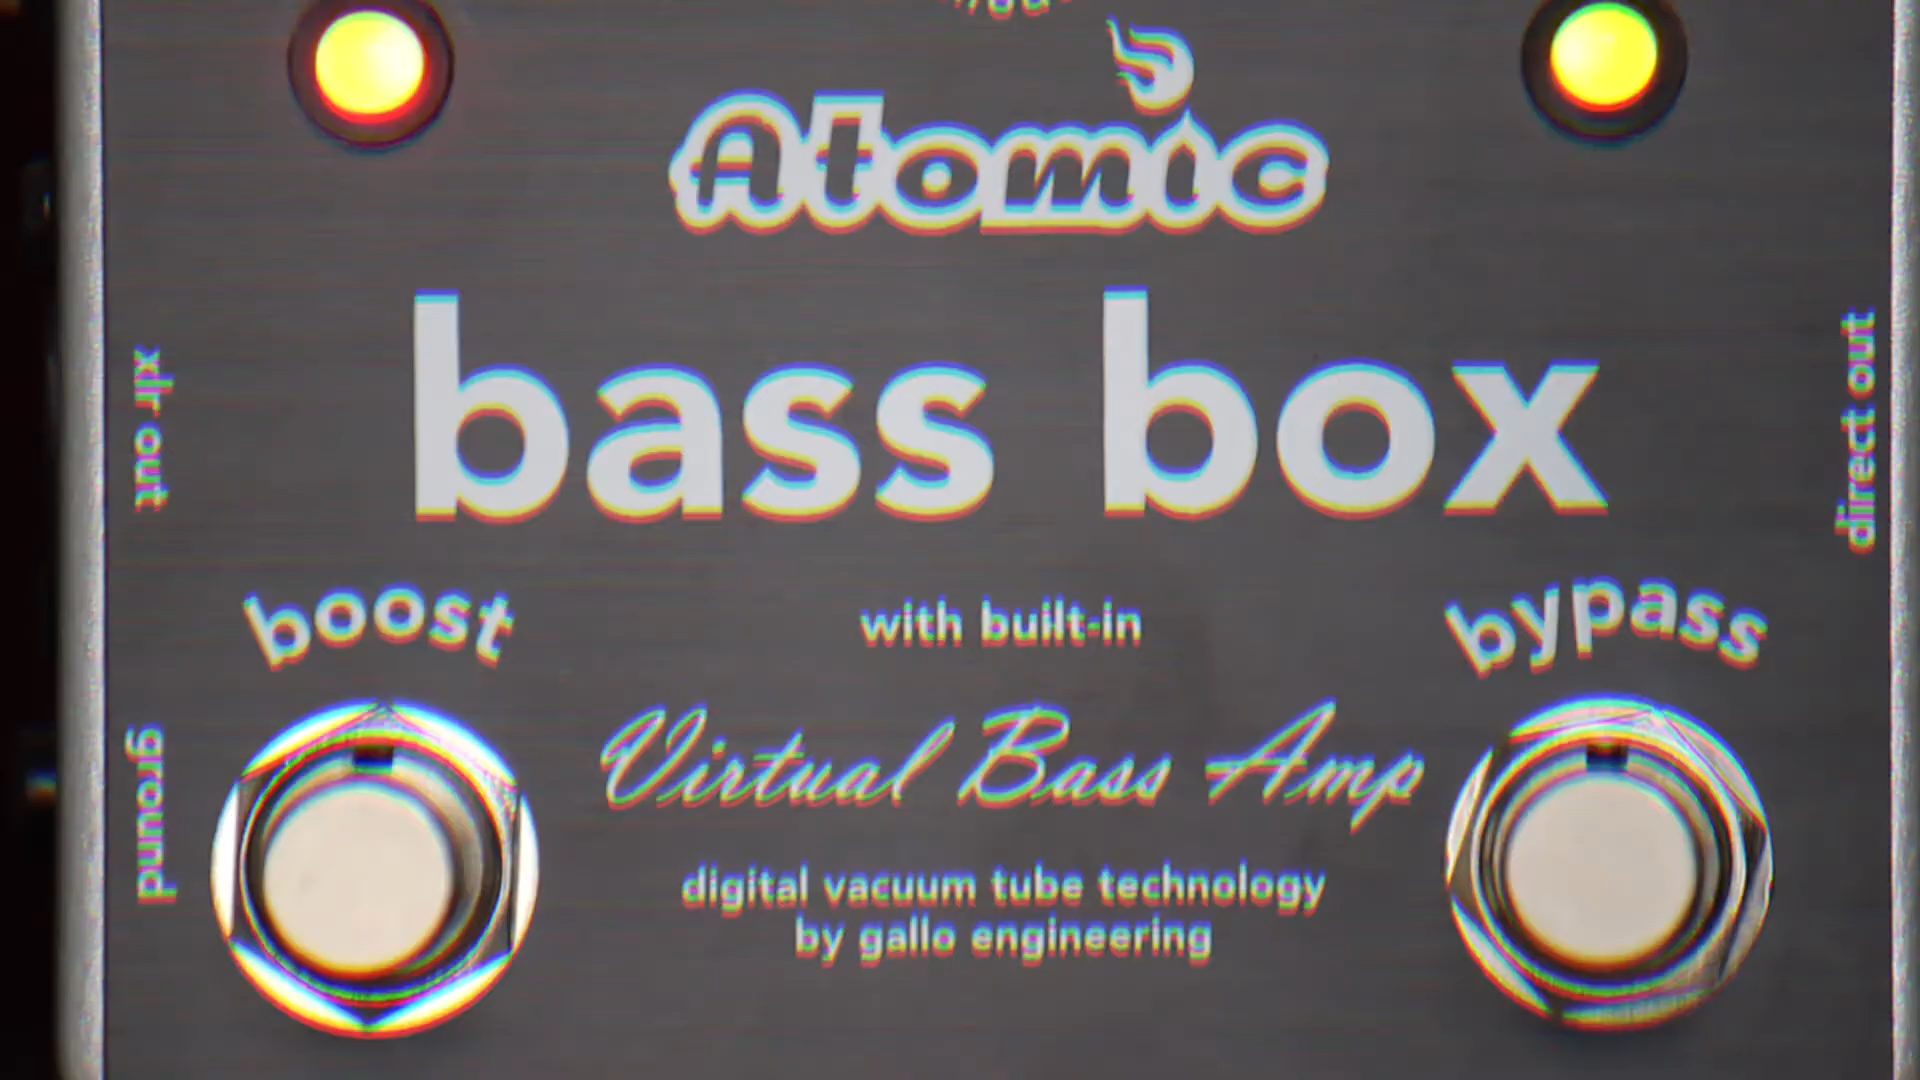 Atomic
bass box
xlr out
direct out
boost
with built-in
bypass
ground
Virtual Bass Amp
digital vacuum tube technology
by gallo engineering